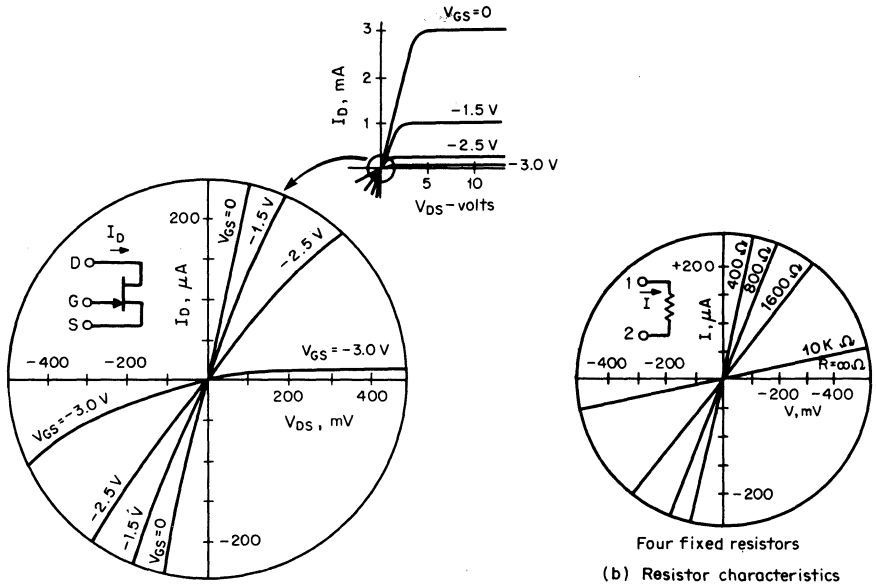 V_GS=0
3
2
1
I_D, mA
-1.5 V
-2.5 V
-3.0 V
5 10
V_DS-volts
200
I_D, μA
V_GS=0
-1.5 V
-2.5 V
I_D
D
G
S
V_GS=-3.0 V
-400 -200
200 400
V_DS, mV
V_GS=-3.0 V
-2.5 V
-1.5 V
V_GS=0
-200
+200
I, μA
400 Ω
800 Ω
1600 Ω
1
I
2
10K Ω
R=∞Ω
-400 -200
-200 -400
V, mV
-200
Four fixed resistors
(b) Resistor characteristics